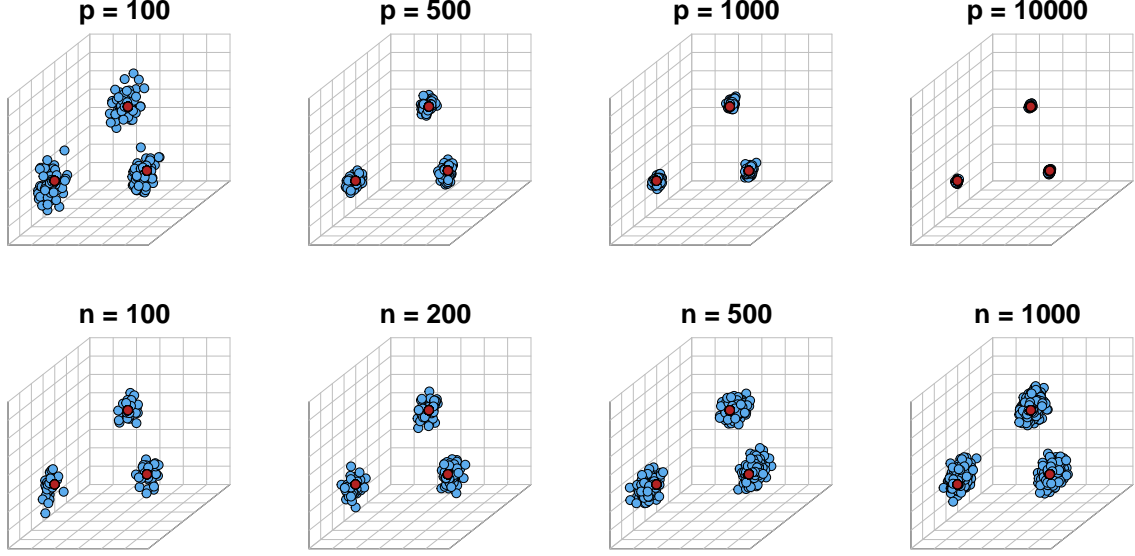 p = 100
p = 500
p = 1000
p = 10000
n = 100
n = 200
n = 500
n = 1000